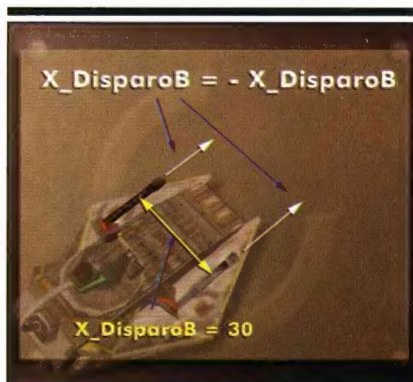 X_DisparoB = - X_DisparoB
X_DisparoB = 30